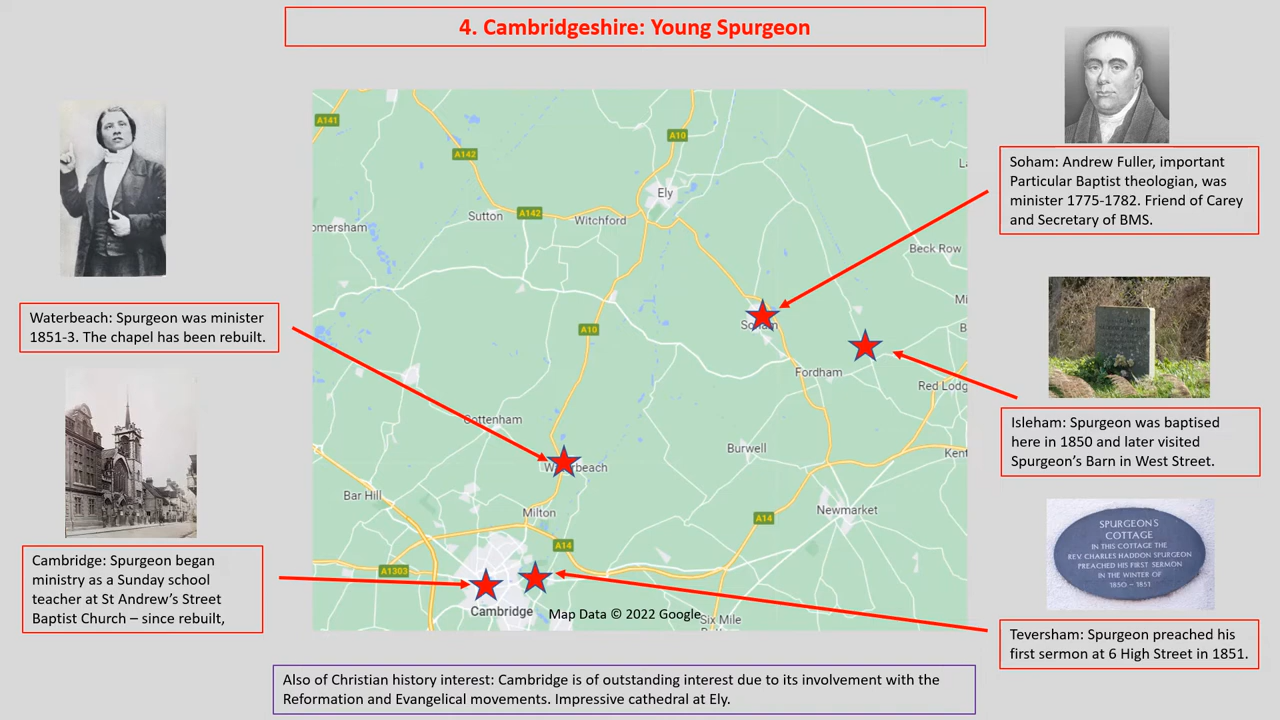 4. Cambridgeshire: Young Spurgeon
Soham: Andrew Fuller, important
Particular Baptist theologian, was
minister 1775-1782. Friend of Carey
and Secretary of BMS.
Waterbeach: Spurgeon was minister
1851-3. The chapel has been rebuilt.
Isleham: Spurgeon was baptised
here in 1850 and later visited
Spurgeon's Barn in West Street.
SPURGEON'S
COTTAGE
IN THIS COTTAGE THE
REV. CHARLES HADDON SPURGEON
PREACHED HIS FIRST SERMON
IN THE WINTER OF
1850 – 1851
Cambridge: Spurgeon began
ministry as a Sunday school
teacher at St Andrew's Street
Baptist Church – since rebuilt,
Teversham: Spurgeon preached his
first sermon at 6 High Street in 1851.
A141
A142
A10
Ely
Sutton
A142
Witchford
omersham
Beck Row
Soham
A10
Fordham
Red Lodg
Cottenham
Burwell
Kent
Waterbeach
Bar Hill
Milton
A14
Newmarket
A14
A1303
Cambridge
Map Data © 2022 Google
Six Mile
Also of Christian history interest: Cambridge is of outstanding interest due to its involvement with the
Reformation and Evangelical movements. Impressive cathedral at Ely.